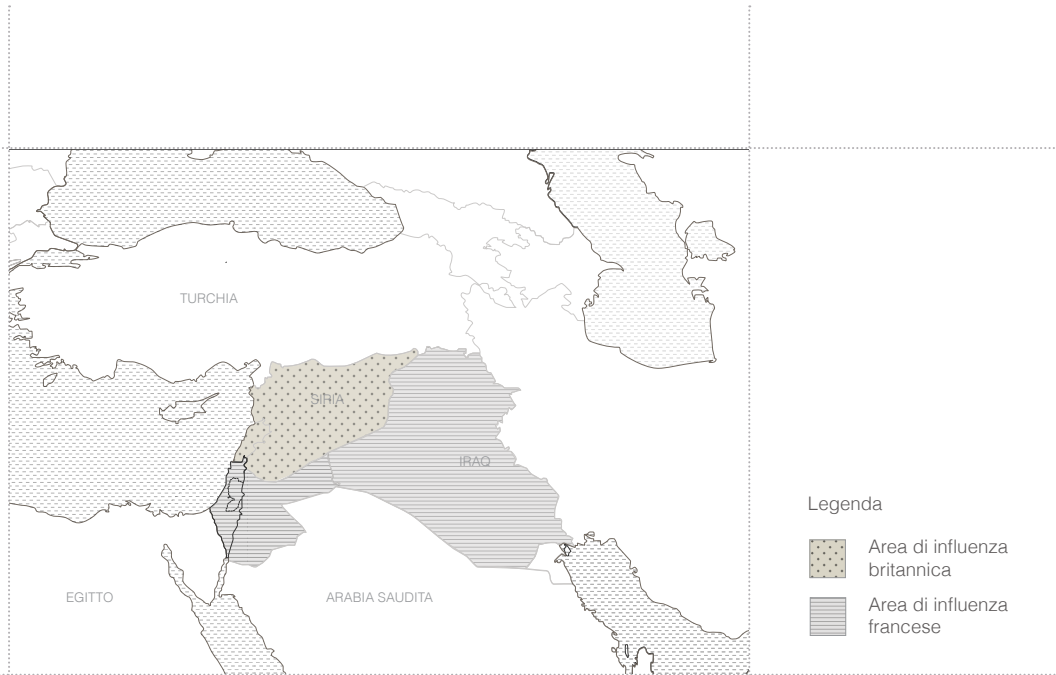 TURCHIA
SIRIA
IRAQ
EGITTO
ARABIA SAUDITA
Legenda
Area di influenza
britannica
Area di influenza
francese